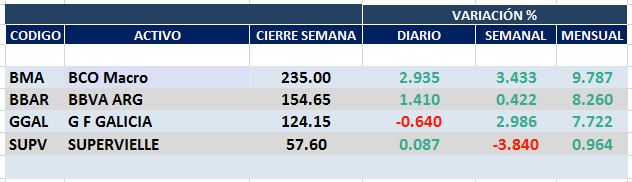 VARIACIÓN %
CODIGO ACTIVO CIERRE SEMANA DIARIO SEMANAL MENSUAL
BMA BCO Macro 235.00 2.935 3.433 9.787
BBAR BBVA ARG 154.65 1.410 0.422 8.260
GGAL G F GALICIA 124.15 -0.640 2.986 7.722
SUPV SUPERVIELLE 57.60 0.087 -3.840 0.964